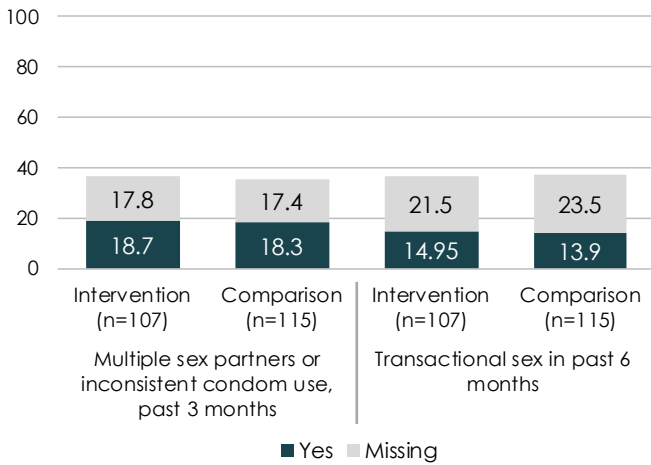 100
80
60
40
20
0
17.8
17.4
21.5
23.5
18.7
18.3
14.95
13.9
Intervention
(n=107)
Comparison
(n=115)
Intervention
(n=107)
Comparison
(n=115)
Multiple sex partners or
inconsistent condom use,
past 3 months
Transactional sex in past 6
months
Yes
Missing